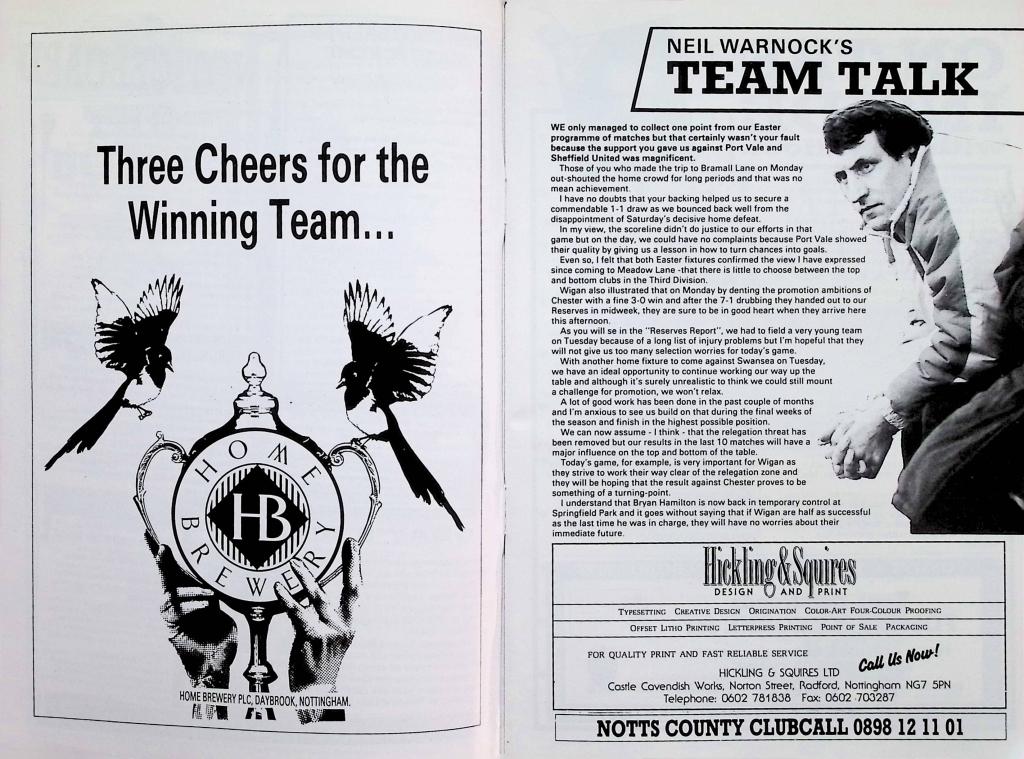 Three Cheers for the
Winning Team...
HOME
BREWERY
HB
HOME BREWERY PLC, DAYBROOK, NOTTINGHAM.
NEIL WARNOCK'S
TEAM TALK
WE only managed to collect one point from our Easter
programme of matches but that certainly wasn't your fault
because the support you gave us against Port Vale and
Sheffield United was magnificent.
Those of you who made the trip to Bramall Lane on Monday
out-shouted the home crowd for long periods and that was no
mean achievement.
I have no doubts that your backing helped us to secure a
commendable 1-1 draw as we bounced back well from the
disappointment of Saturday's decisive home defeat.
In my view, the scoreline didn't do justice to our efforts in that
game but on the day, we could have no complaints because Port Vale showed
their quality by giving us a lesson in how to turn chances into goals.
Even so, I felt that both Easter fixtures confirmed the view I have expressed
since coming to Meadow Lane -that there is little to choose between the top
and bottom clubs in the Third Division.
Wigan also illustrated that on Monday by denting the promotion ambitions of
Chester with a fine 3-0 win and after the 7-1 drubbing they handed out to our
Reserves in midweek, they are sure to be in good heart when they arrive here
this afternoon.
As you will se in the "Reserves Report", we had to field a very young team
on Tuesday because of a long list of injury problems but I'm hopeful that they
will not give us too many selection worries for today's game.
With another home fixture to come against Swansea on Tuesday,
we have an ideal opportunity to continue working our way up the
table and although it's surely unrealistic to think we could still mount
a challenge for promotion, we won't relax.
A lot of good work has been done in the past couple of months
and I'm anxious to see us build on that during the final weeks of
the season and finish in the highest possible position.
We can now assume - I think - that the relegation threat has
been removed but our results in the last 10 matches will have a
major influence on the top and bottom of the table.
Today's game, for example, is very important for Wigan as
they strive to work their way clear of the relegation zone and
they will be hoping that the result against Chester proves to be
something of a turning-point.
I understand that Bryan Hamilton is now back in temporary control at
Springfield Park and it goes without saying that if Wigan are half as successful
as the last time he was in charge, they will have no worries about their
immediate future.
Hickling & Squires
DESIGN AND PRINT
TYPESETTING CREATIVE DESIGN ORIGINATION COLOR-ART FOUR-COLOUR PROOFING
OFFSET LITHO PRINTING LETTERPRESS PRINTING POINT OF SALE PACKAGING
FOR QUALITY PRINT AND FAST RELIABLE SERVICE
Call Us Now!
HICKLING & SQUIRES LTD
Castle Cavendish Works, Norton Street, Radford, Nottingham NG7 5PN
Telephone: 0602 781838 Fax: 0602 703287
NOTTS COUNTY CLUBCALL 0898 12 11 01